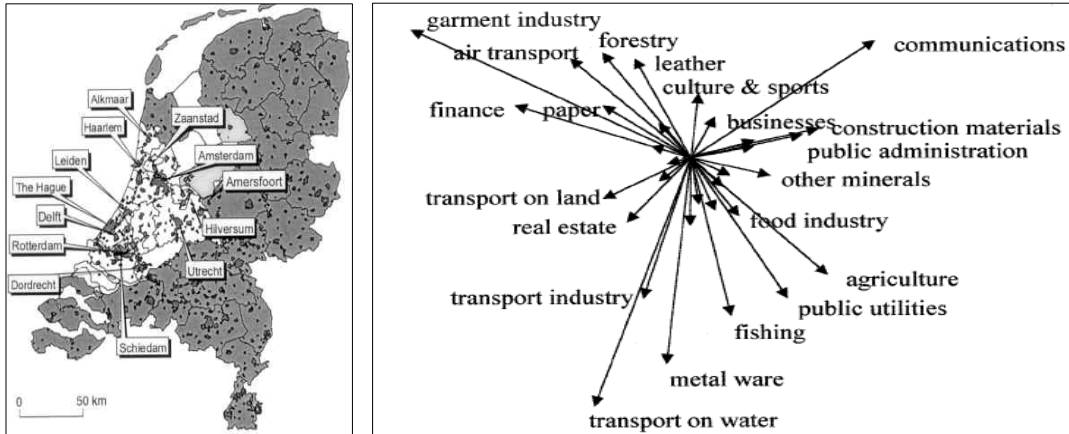 Alkmaar
Haarlem
Zaanstad
Leiden
Amsterdam
The Hague
Amersfoort
Delft
Hilversum
Rotterdam
Utrecht
Dordrecht
Schiedam
0 50 km
garment industry
forestry
communications
air transport
leather
culture & sports
finance
paper
businesses
construction materials
public administration
other minerals
transport on land
real estate
food industry
agriculture
transport industry
public utilities
fishing
metal ware
transport on water